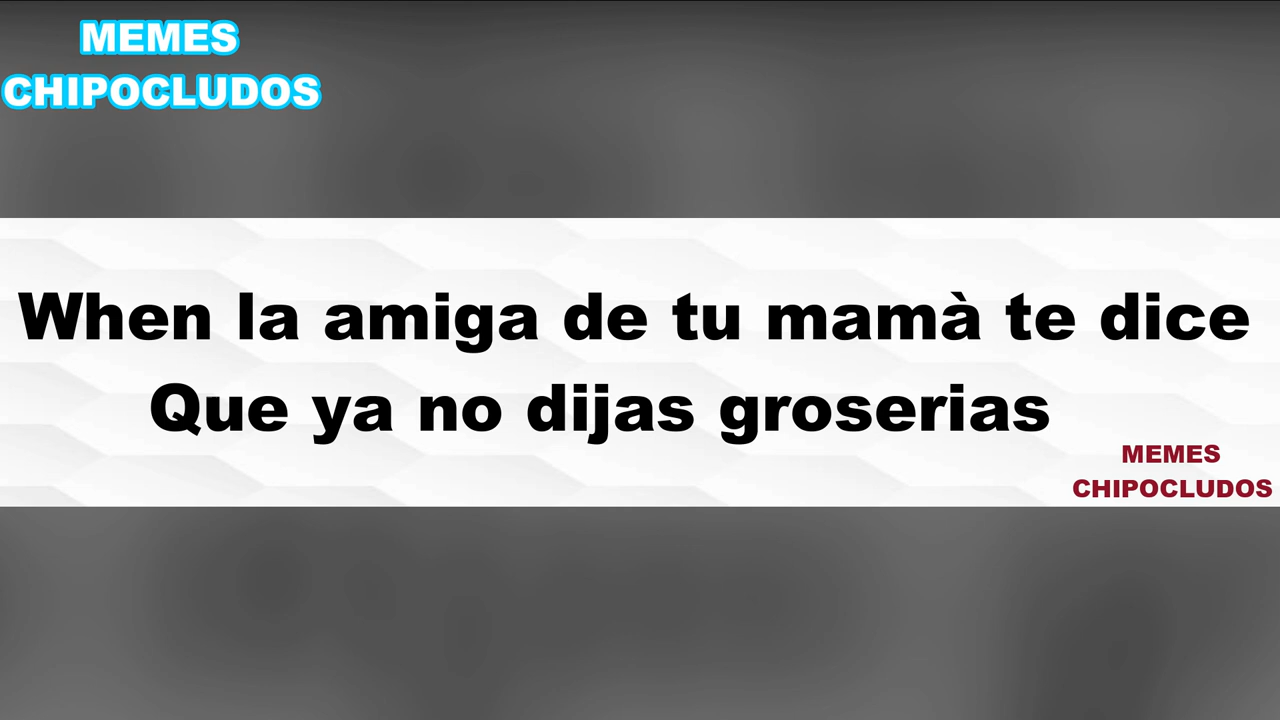 MEMES
CHIPOCLUDOS
When la amiga de tu mamà te dice
Que ya no dijas groserias
MEMES
CHIPOCLUDOS